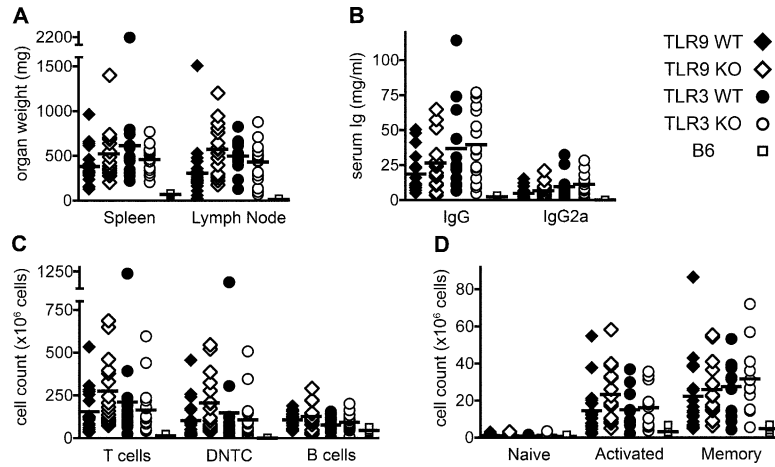 A
organ weight (mg)
2200
1500
1000
500
0
Spleen
Lymph Node
B
serum Ig (mg/ml)
100
75
50
25
0
IgG
IgG2a
TLR9 WT
TLR9 KO
TLR3 WT
TLR3 KO
B6
C
cell count (x10⁶ cells)
1250
750
500
250
0
T cells
DNTC
B cells
D
cell count (x10⁶ cells)
80
60
40
20
0
Naive
Activated
Memory